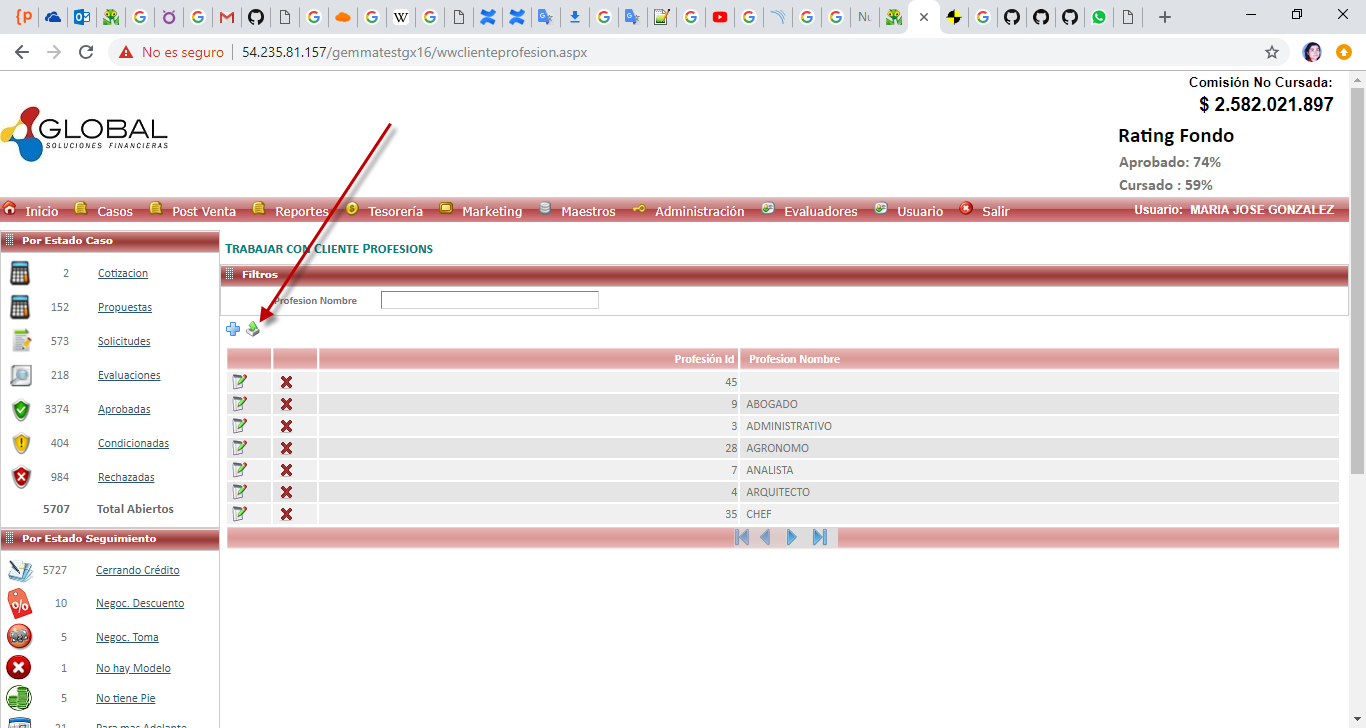 No es seguro
54.235.81.157/gemmatestgx16/wwclienteprofesion.aspx
Comisión No Cursada:
$ 2.582.021.897
GLOBAL
SOLUCIONES FINANCIERAS
Rating Fondo
Aprobado: 74%
Cursado : 59%
Inicio Casos Post Venta Reportes Tesorería Marketing Maestros Administración Evaluadores Usuario Salir Usuario: MARIA JOSE GONZALEZ
Por Estado Caso
2 Cotizacion
152 Propuestas
573 Solicitudes
218 Evaluaciones
3374 Aprobadas
404 Condicionadas
984 Rechazadas
5707 Total Abiertos
Por Estado Seguimiento
5727 Cerrando Crédito
10 Negoc. Descuento
5 Negoc. Toma
1 No hay Modelo
5 No tiene Pie
21 Para mas Adelante
TRABAJAR CON CLIENTE PROFESIONS
Filtros
Profesion Nombre
Profesión Id Profesion Nombre
45
9 ABOGADO
3 ADMINISTRATIVO
28 AGRONOMO
7 ANALISTA
4 ARQUITECTO
35 CHEF